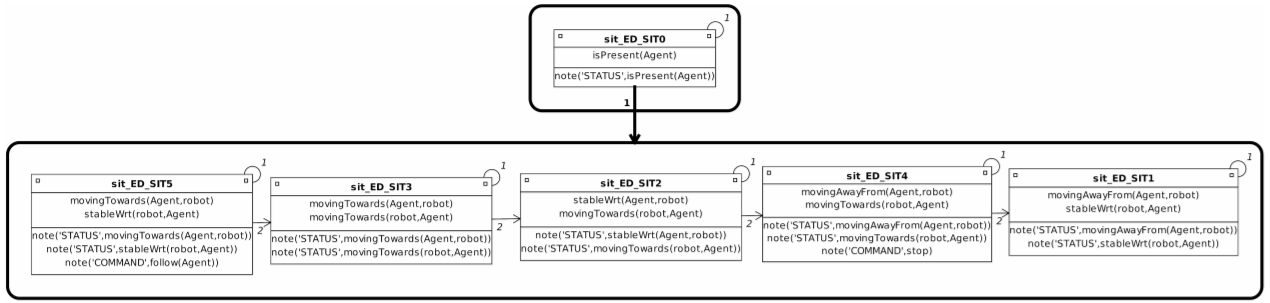 1
sit_ED_SIT0
isPresent(Agent)
note('STATUS',isPresent(Agent))
1
1
sit_ED_SIT5
movingTowards(Agent,robot)
stableWrt(robot,Agent)
note('STATUS',movingTowards(Agent,robot))
note('STATUS',stableWrt(robot,Agent))
note('COMMAND',follow(Agent))
2
1
sit_ED_SIT3
movingTowards(Agent,robot)
movingTowards(robot,Agent)
note('STATUS',movingTowards(Agent,robot))
note('STATUS',movingTowards(robot,Agent))
2
1
sit_ED_SIT2
stableWrt(Agent,robot)
movingTowards(robot,Agent)
note('STATUS',stableWrt(Agent,robot))
note('STATUS',movingTowards(robot,Agent))
2
1
sit_ED_SIT4
movingAwayFrom(Agent,robot)
movingTowards(robot,Agent)
note('STATUS',movingAwayFrom(Agent,robot))
note('STATUS',movingTowards(robot,Agent))
note('COMMAND',stop)
2
1
sit_ED_SIT1
movingAwayFrom(Agent,robot)
stableWrt(robot,Agent)
note('STATUS',movingAwayFrom(Agent,robot))
note('STATUS',stableWrt(robot,Agent))